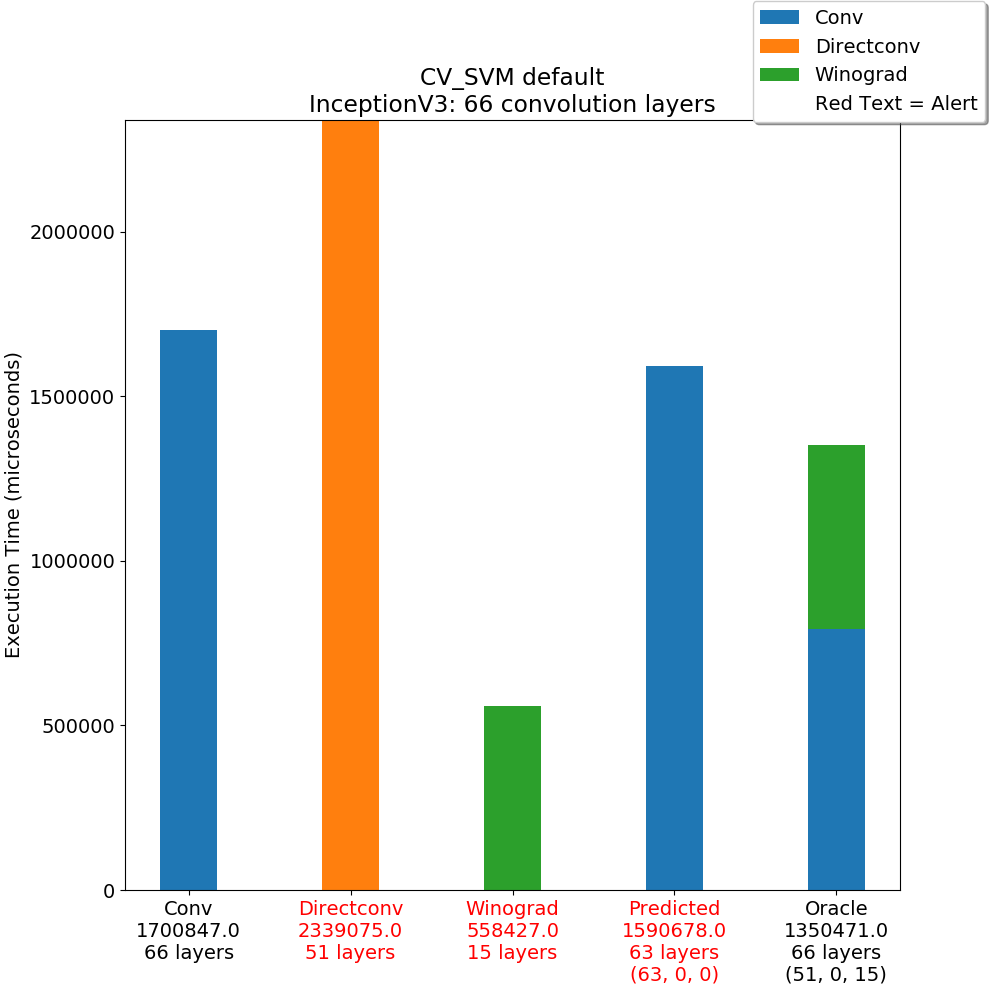 Conv
Directconv
Winograd
Red Text = Alert
CV_SVM default
InceptionV3: 66 convolution layers
Execution Time (microseconds)
2000000
1500000
1000000
500000
0
Conv
1700847.0
66 layers
Directconv
2339075.0
51 layers
Winograd
558427.0
15 layers
Predicted
1590678.0
63 layers
(63, 0, 0)
Oracle
1350471.0
66 layers
(51, 0, 15)